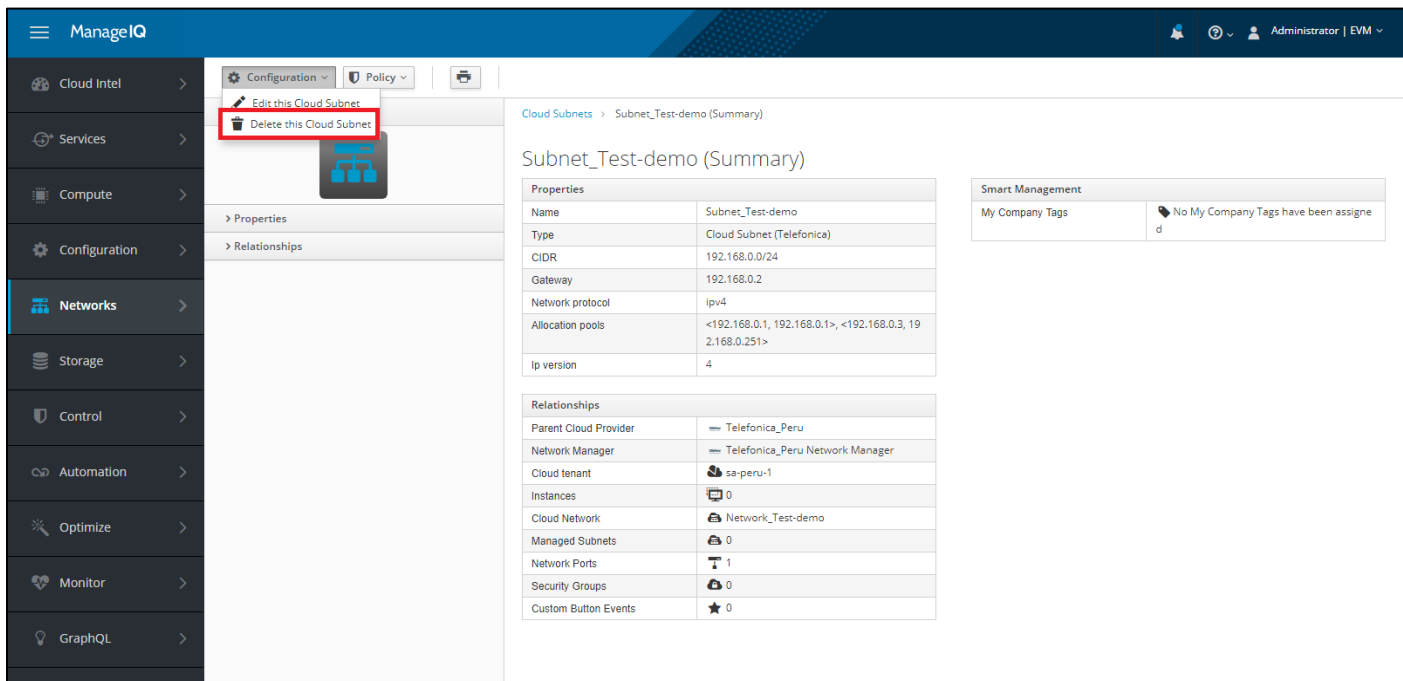 ManageIQ
Administrator | EVM
Cloud Intel
Services
Compute
Configuration
Networks
Storage
Control
Automation
Optimize
Monitor
GraphQL
Configuration
Policy
Edit this Cloud Subnet
Delete this Cloud Subnet
Properties
Relationships
Cloud Subnets > Subnet_Test-demo (Summary)
Subnet_Test-demo (Summary)
Properties
Name Subnet_Test-demo
Type Cloud Subnet (Telefonica)
CIDR 192.168.0.0/24
Gateway 192.168.0.2
Network protocol ipv4
Allocation pools <192.168.0.1, 192.168.0.1>, <192.168.0.3, 19
2.168.0.251>
Ip version 4
Relationships
Parent Cloud Provider Telefonica_Peru
Network Manager Telefonica_Peru Network Manager
Cloud tenant sa-peru-1
Instances 0
Cloud Network Network_Test-demo
Managed Subnets 0
Network Ports 1
Security Groups 0
Custom Button Events 0
Smart Management
My Company Tags No My Company Tags have been assigne
d